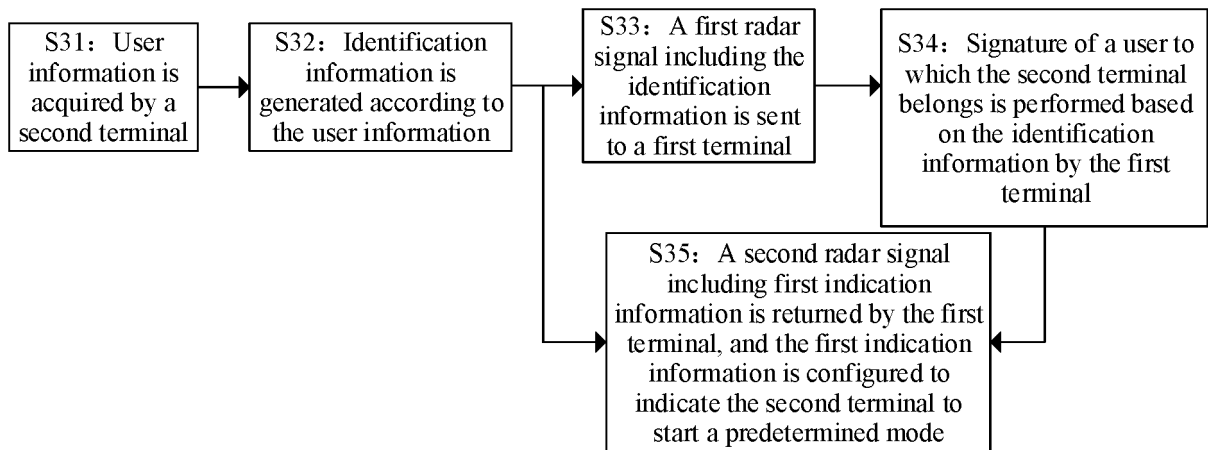 S31：User
information is
acquired by a
second terminal
S32：Identification
information is
generated according to
the user information
S33：A first radar
signal including the
identification
information is sent
to a first terminal
S34：Signature of a user to
which the second terminal
belongs is performed based
on the identification
information by the first
terminal
S35：A second radar signal
including first indication
information is returned by the first
terminal, and the first indication
information is configured to
indicate the second terminal to
start a predetermined mode